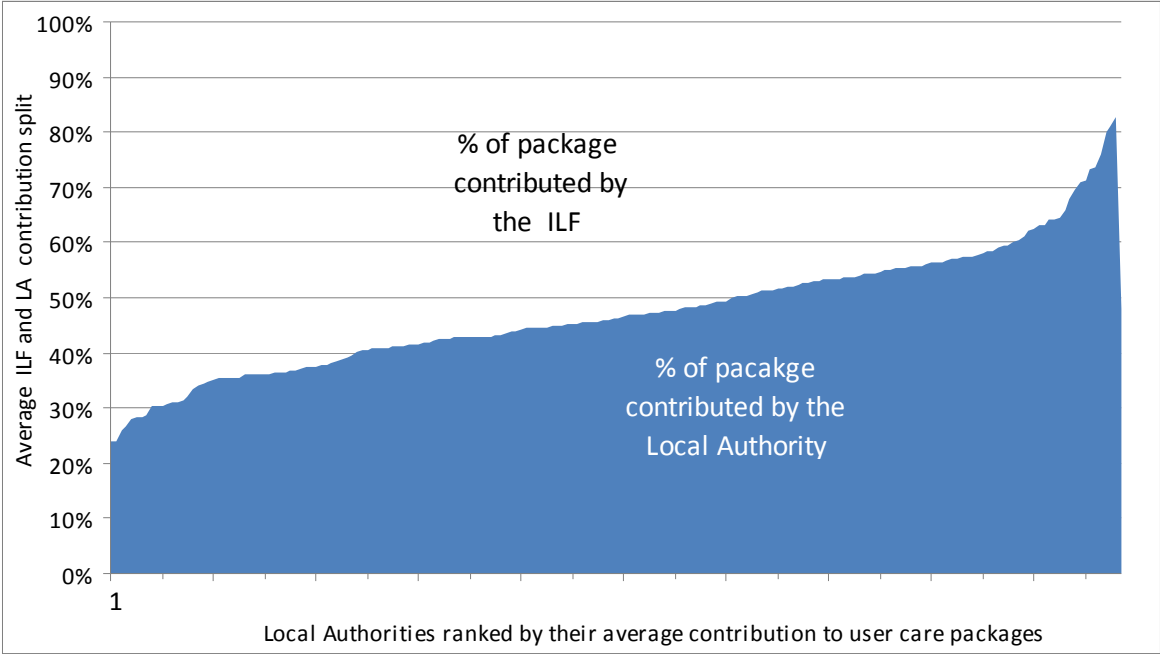 100%
90%
80%
70%
60%
50%
40%
30%
20%
10%
0%
Average ILF and LA contribution split
% of package
contributed by
the ILF
% of pacakge
contributed by the
Local Authority
1
Local Authorities ranked by their average contribution to user care packages